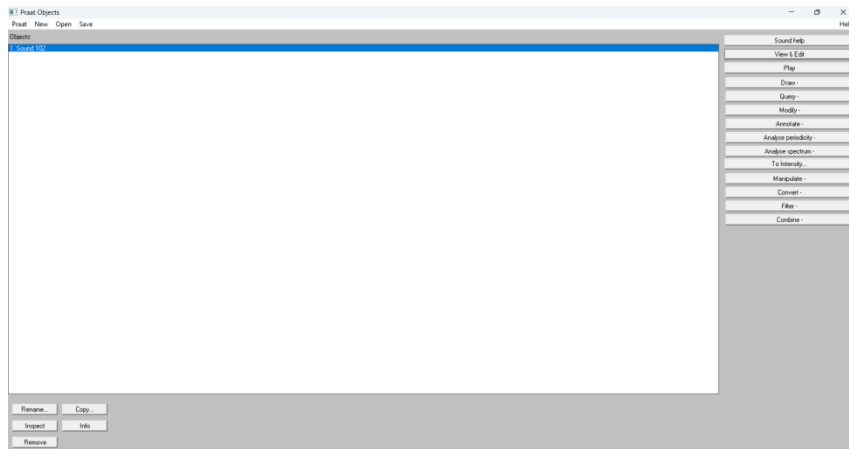 Praat Objects
Praat New Open Save Hel
Objects:
1. Sound 102
Sound help
View & Edit
Play
Draw -
Query -
Modify -
Annotate -
Analyse periodicity -
Analyse spectrum -
To Intensity...
Manipulate -
Convert -
Filter -
Combine -
Rename... Copy...
Inspect Info
Remove